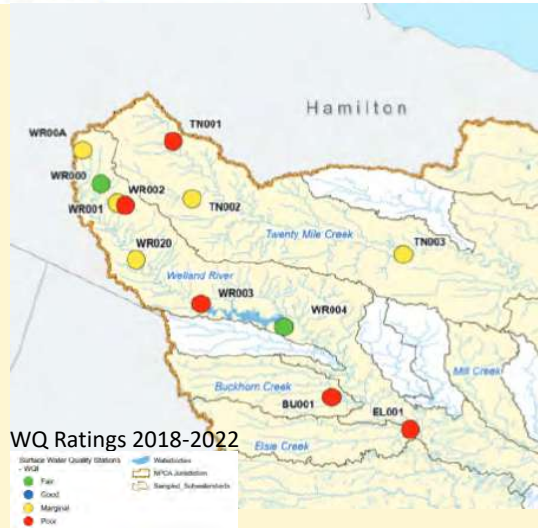 Hamilton
TN001
WR00A
WR000
WR002
WR001
TN002
TN003
Twenty Mile Creek
WR020
Welland River
WR003
WR004
Mill Creek
Buckhorn Creek
BU001
EL001
Elsie Creek
WQ Ratings 2018-2022
Surface Water Quality Stations
- WQI
Fair
Good
Marginal
Poor
Waterbodies
NPCA Jurisdiction
Sampled_Subwatersheds